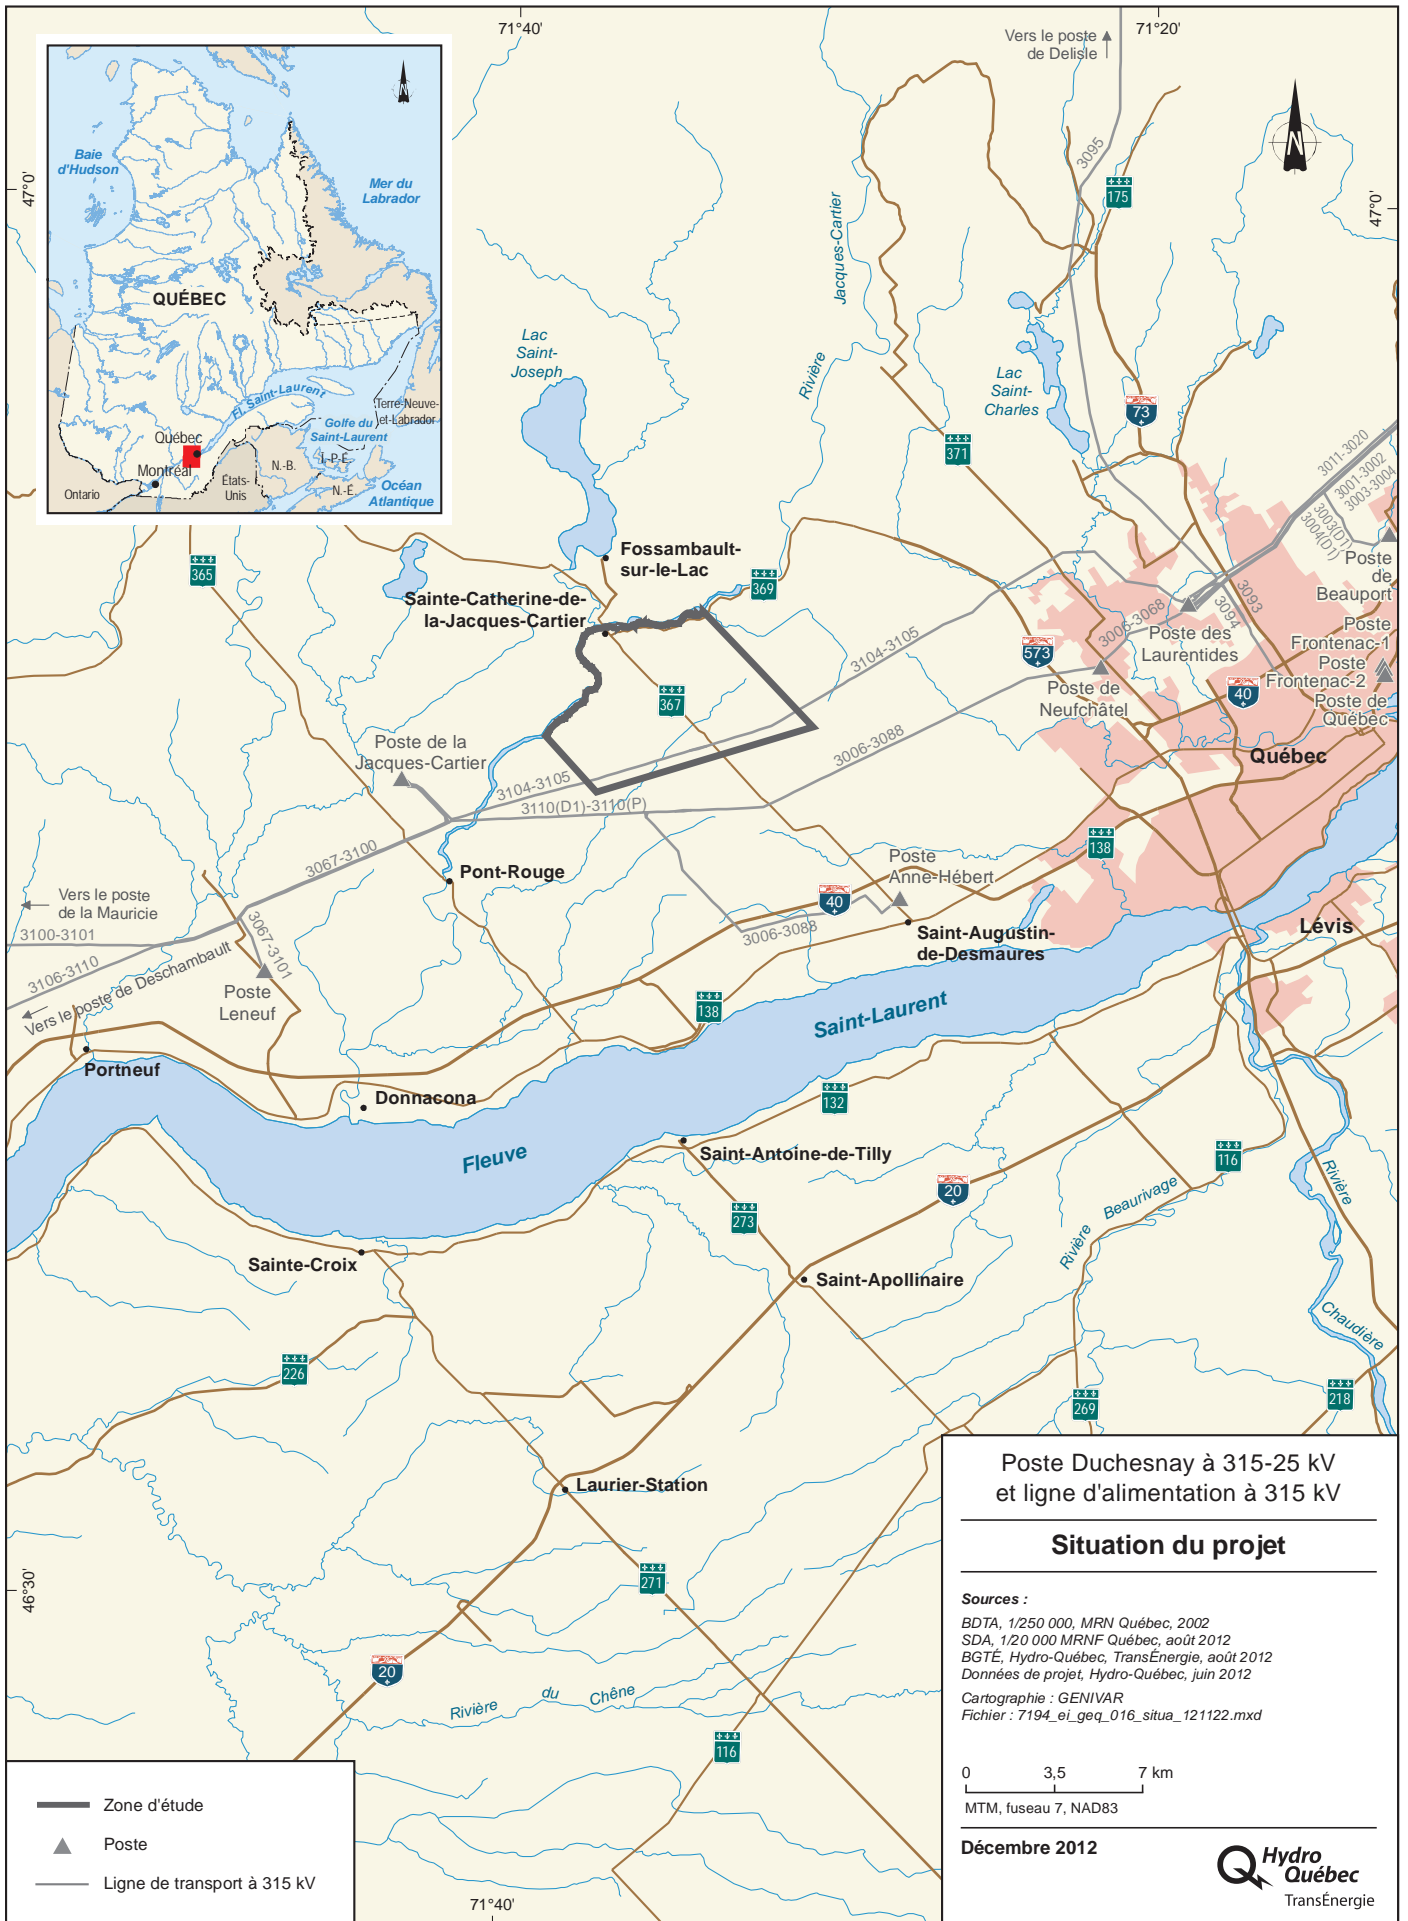 71°40'
71°20'
47°0'
47°0'
46°30'
71°40'
Baie
d'Hudson
Mer du
Labrador
QUÉBEC
Fl. Saint-Laurent
Terre-Neuve-
et-Labrador
Golfe du
Saint-Laurent
Québec
Montréal
Ontario
États-
Unis
N.-B.
Î.-P.-É.
N.-É.
Océan
Atlantique
N
Vers le poste
de Delisle
3095
175
Jacques-Cartier
Rivière
Lac
Saint-
Joseph
Lac
Saint-
Charles
73
371
3011-3020
3001-3002
3003-3004
3003(D1)
3004(D1)
Poste
de
Beauport
365
Fossambault-
sur-le-Lac
369
Sainte-Catherine-de-
la-Jacques-Cartier
3104-3105
573
3006-3068
Poste des
Laurentides
3093
3094
Poste
Frontenac-1
Poste
Frontenac-2
Poste de
Québec
367
Poste de
Neufchâtel
40
Québec
Poste de la
Jacques-Cartier
3006-3088
3104-3105
3110(D1)-3110(P)
3067-3100
Pont-Rouge
138
Poste
Anne-Hébert
40
3006-3088
Saint-Augustin-
de-Desmaures
Lévis
Vers le poste
de la Mauricie
3100-3101
3106-3110
Vers le poste de Deschambault
3067-3101
Poste
Leneuf
138
Saint-Laurent
Portneuf
Donnacona
132
Fleuve
Saint-Antoine-de-Tilly
116
20
Rivière
273
Rivière
Beaurivage
Sainte-Croix
Saint-Apollinaire
Chaudière
226
269
218
Laurier-Station
271
20
Rivière
du
Chêne
116
Poste Duchesnay à 315-25 kV
et ligne d'alimentation à 315 kV
Situation du projet
Sources :
BDTA, 1/250 000, MRN Québec, 2002
SDA, 1/20 000 MRNF Québec, août 2012
BGTÉ, Hydro-Québec, TransÉnergie, août 2012
Données de projet, Hydro-Québec, juin 2012
Cartographie : GENIVAR
Fichier : 7194_ei_geq_016_situa_121122.mxd
0 3,5 7 km
MTM, fuseau 7, NAD83
Décembre 2012
Hydro
Québec
TransÉnergie
Zone d'étude
Poste
Ligne de transport à 315 kV